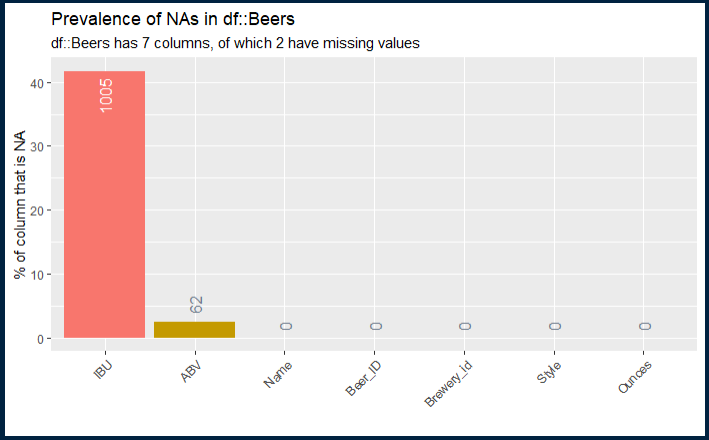 Prevalence of NAs in df::Beers
df::Beers has 7 columns, of which 2 have missing values
% of column that is NA
40
30
20
10
0
1005
62
0
0
0
0
0
IBU
ABV
Name
Beer_ID
Brewery_id
Style
Ounces